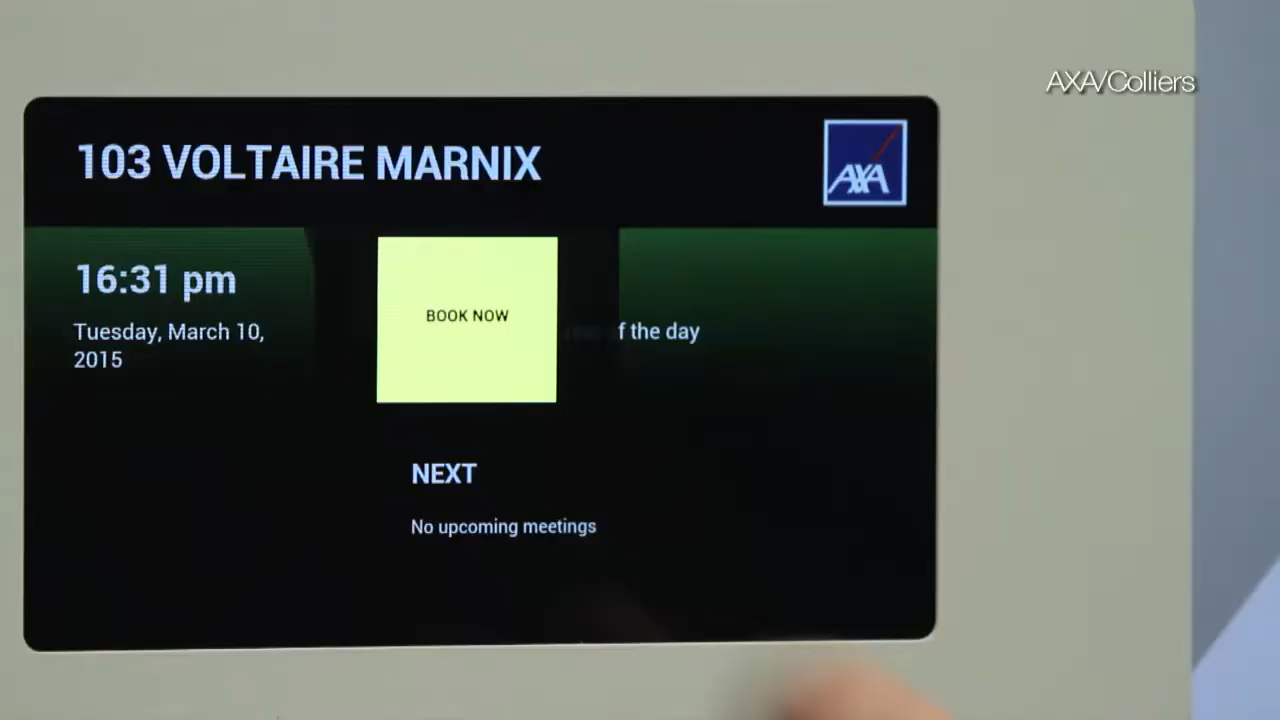 AXA/Colliers
103 VOLTAIRE MARNIX
AXA
16:31 pm
Tuesday, March 10,
2015
BOOK NOW
f the day
NEXT
No upcoming meetings